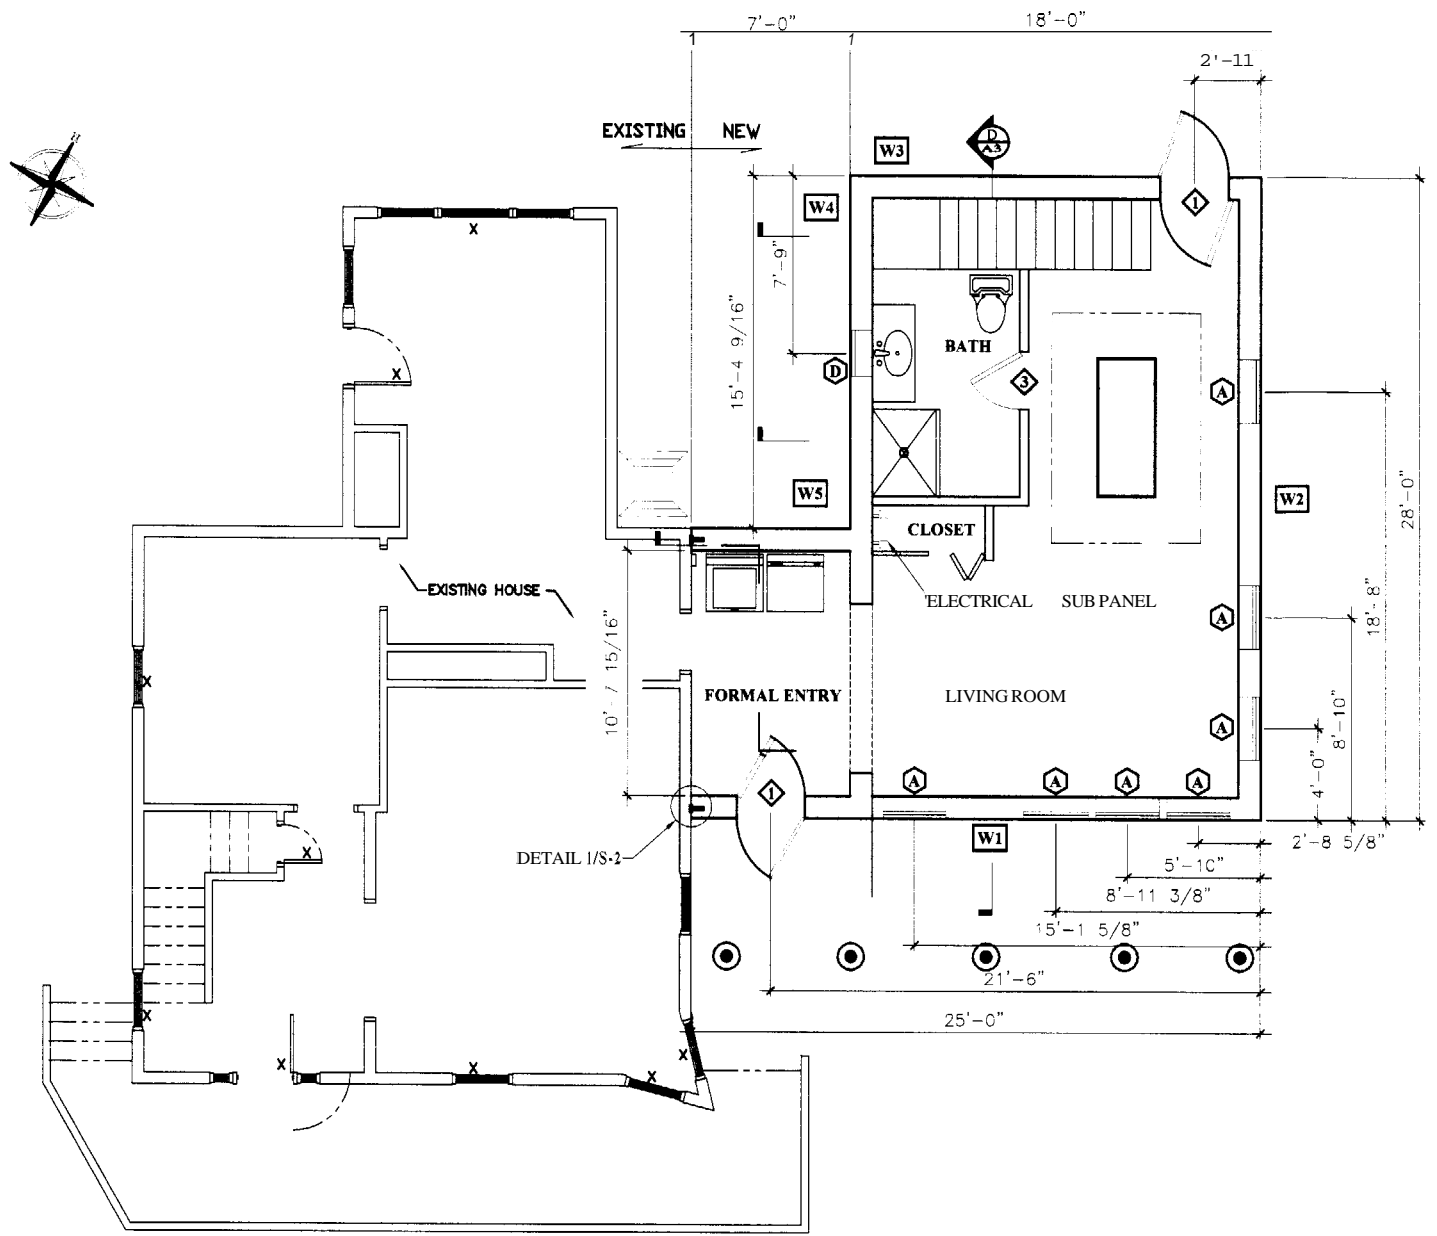 7'-0"
18'-0"
2'-11
EXISTING NEW
N
W3
D
A3
W4
1
7'-9"
15'-4 9/16"
BATH
D
3
A
W5
W2
CLOSET
28'-0"
EXISTING HOUSE
ELECTRICAL SUB PANEL
18'-8"
A
10'-7 15/16"
FORMAL ENTRY
LIVING ROOM
8'-10"
A
4'-0"
1
A
A
A
A
DETAIL 1/S-2
W1
2'-8 5/8"
5'-10"
8'-11 3/8"
15'-1 5/8"
21'-6"
25'-0"
X
X
X
X
X
X
X
X
X